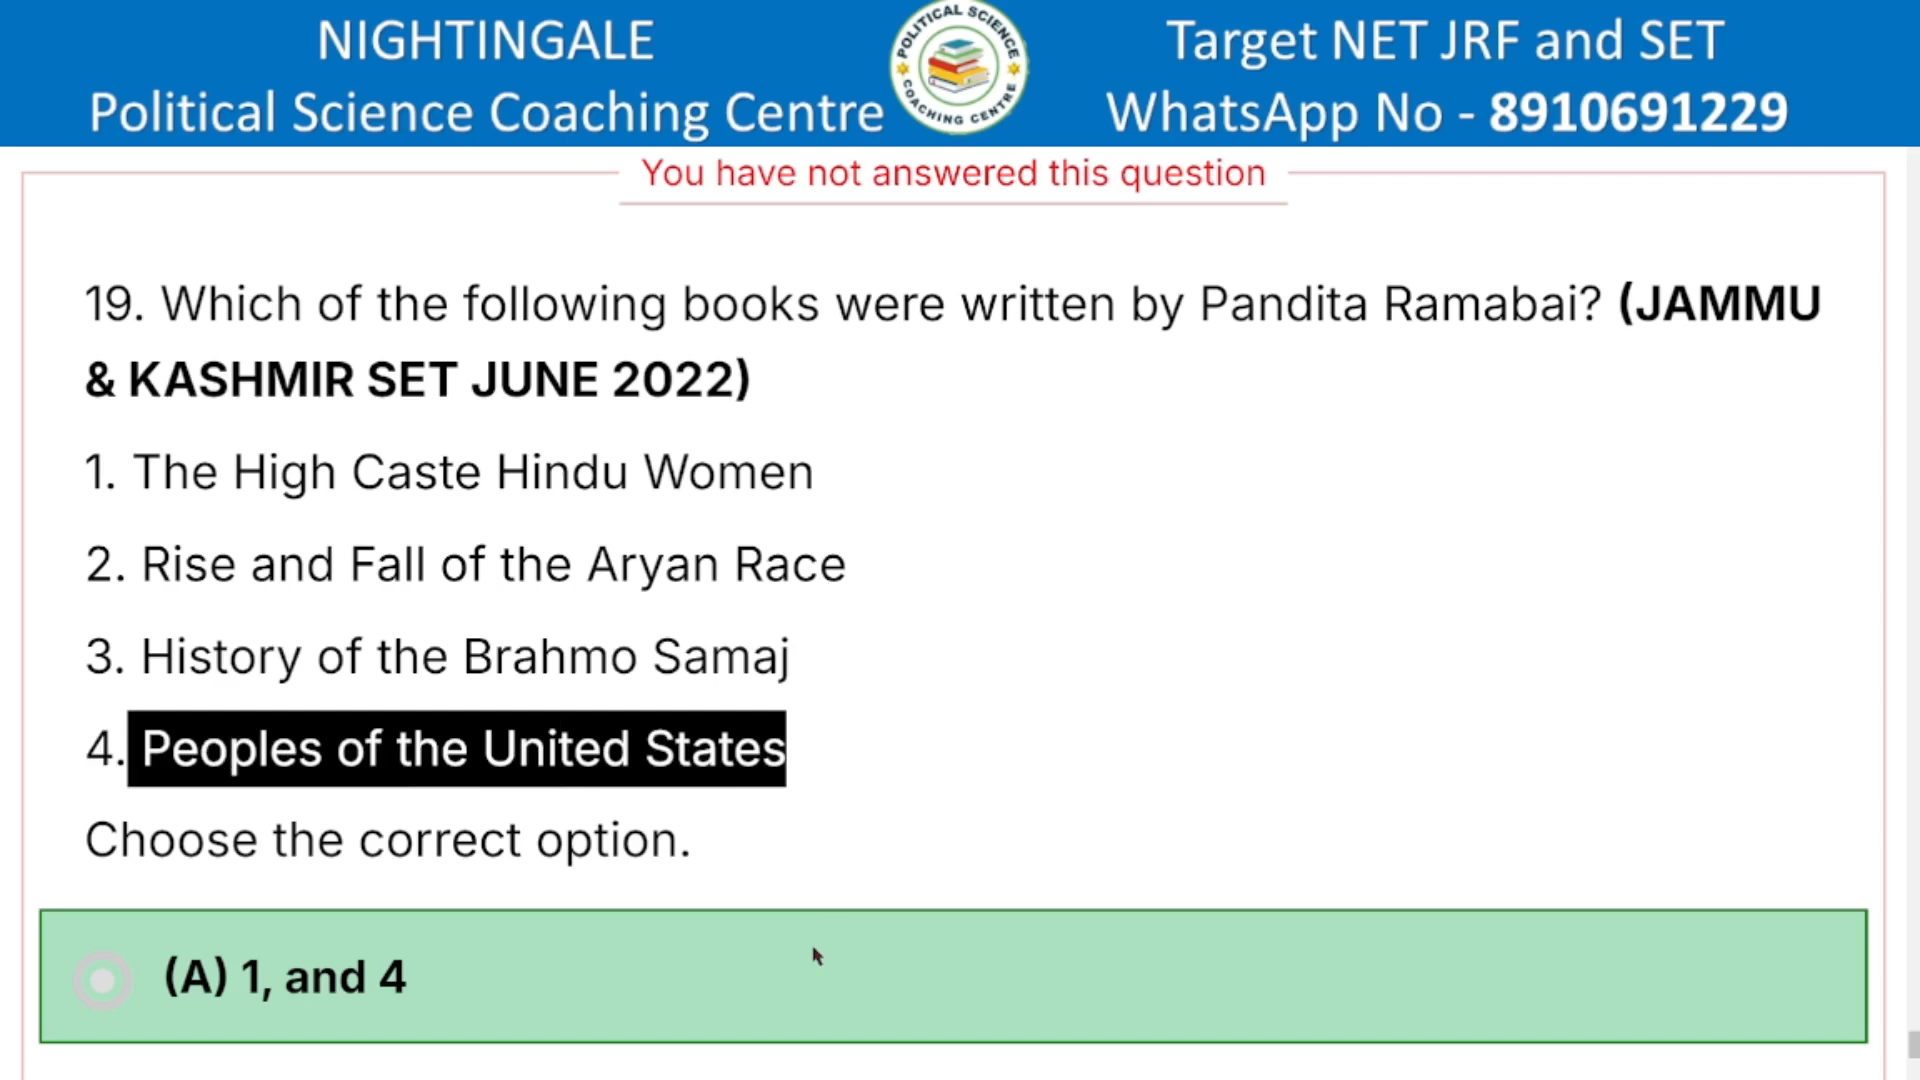 NIGHTINGALE
Political Science Coaching Centre
POLITICAL SCIENCE
COACHING CENTRE
Target NET JRF and SET
WhatsApp No - 8910691229
You have not answered this question
19. Which of the following books were written by Pandita Ramabai? (JAMMU
& KASHMIR SET JUNE 2022)
1. The High Caste Hindu Women
2. Rise and Fall of the Aryan Race
3. History of the Brahmo Samaj
4. Peoples of the United States
Choose the correct option.
(A) 1, and 4